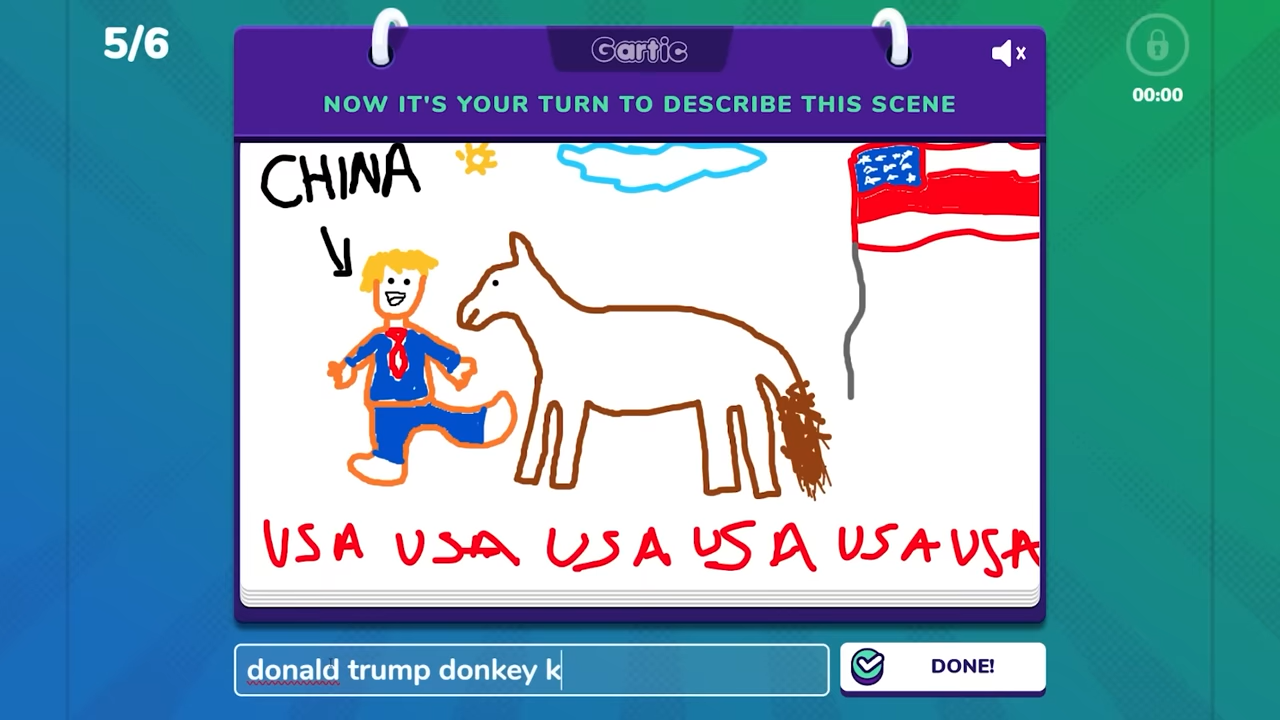 5/6
Gartic
00:00
NOW IT'S YOUR TURN TO DESCRIBE THIS SCENE
CHINA
USA USA USA USA USA USA
donald trump donkey k
DONE!